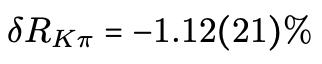 δR_{Kπ} = −1.12(21)%